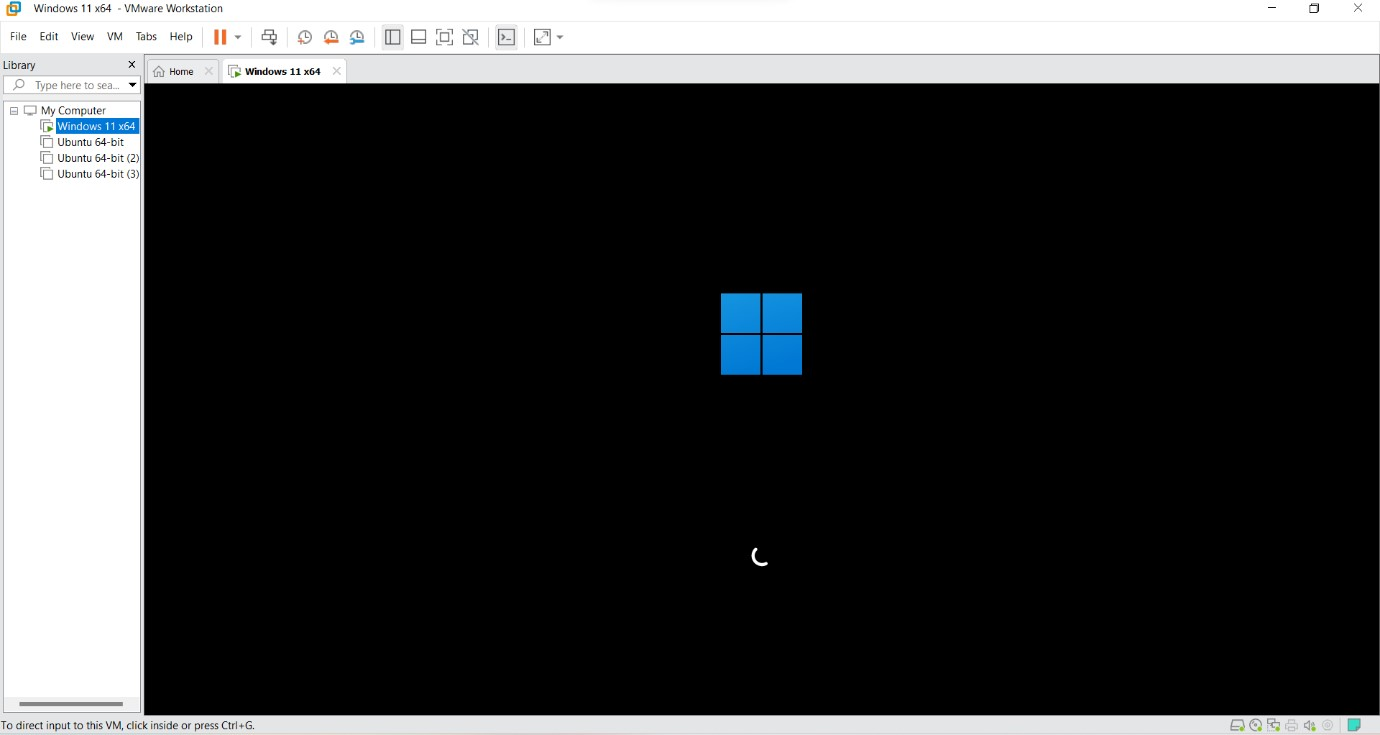 Windows 11 x64 - VMware Workstation
File Edit View VM Tabs Help
Library
Type here to sea...
Home
Windows 11 x64
My Computer
Windows 11 x64
Ubuntu 64-bit
Ubuntu 64-bit (2)
Ubuntu 64-bit (3)
To direct input to this VM, click inside or press Ctrl+G.